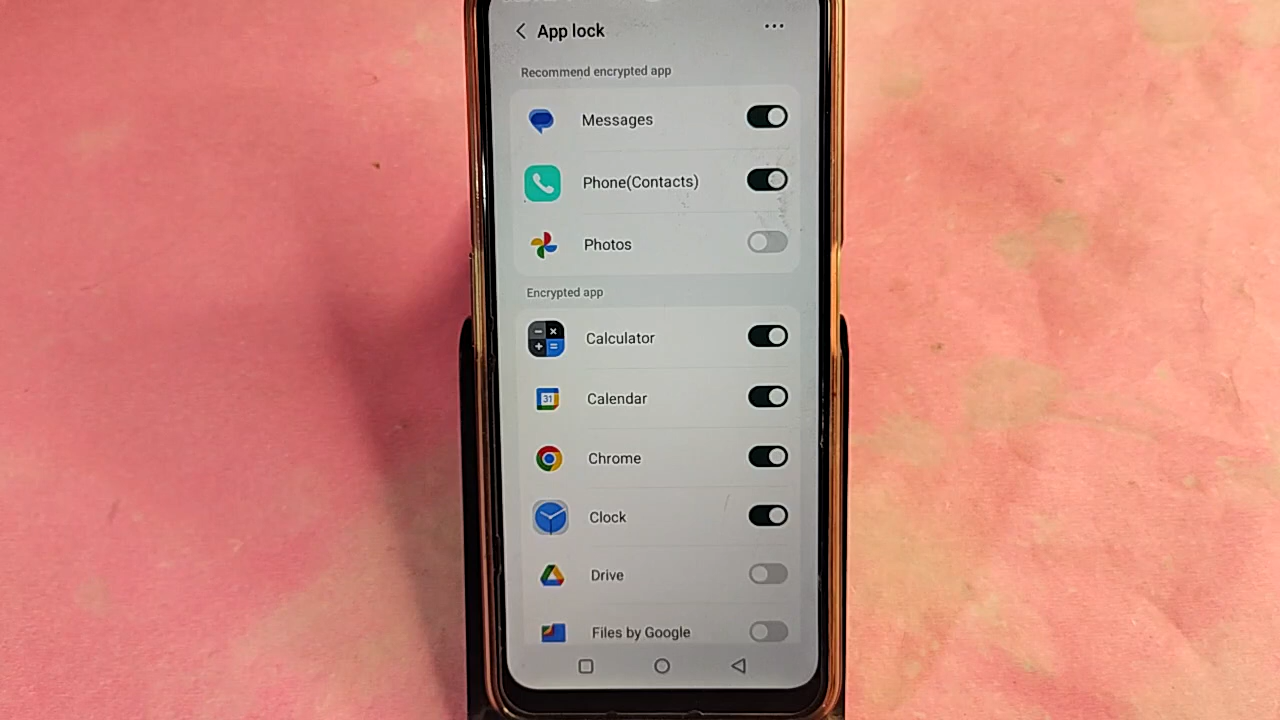 App lock
Recommend encrypted app
Messages
Phone(Contacts)
Photos
Encrypted app
Calculator
31
Calendar
Chrome
Clock
Drive
Files by Google